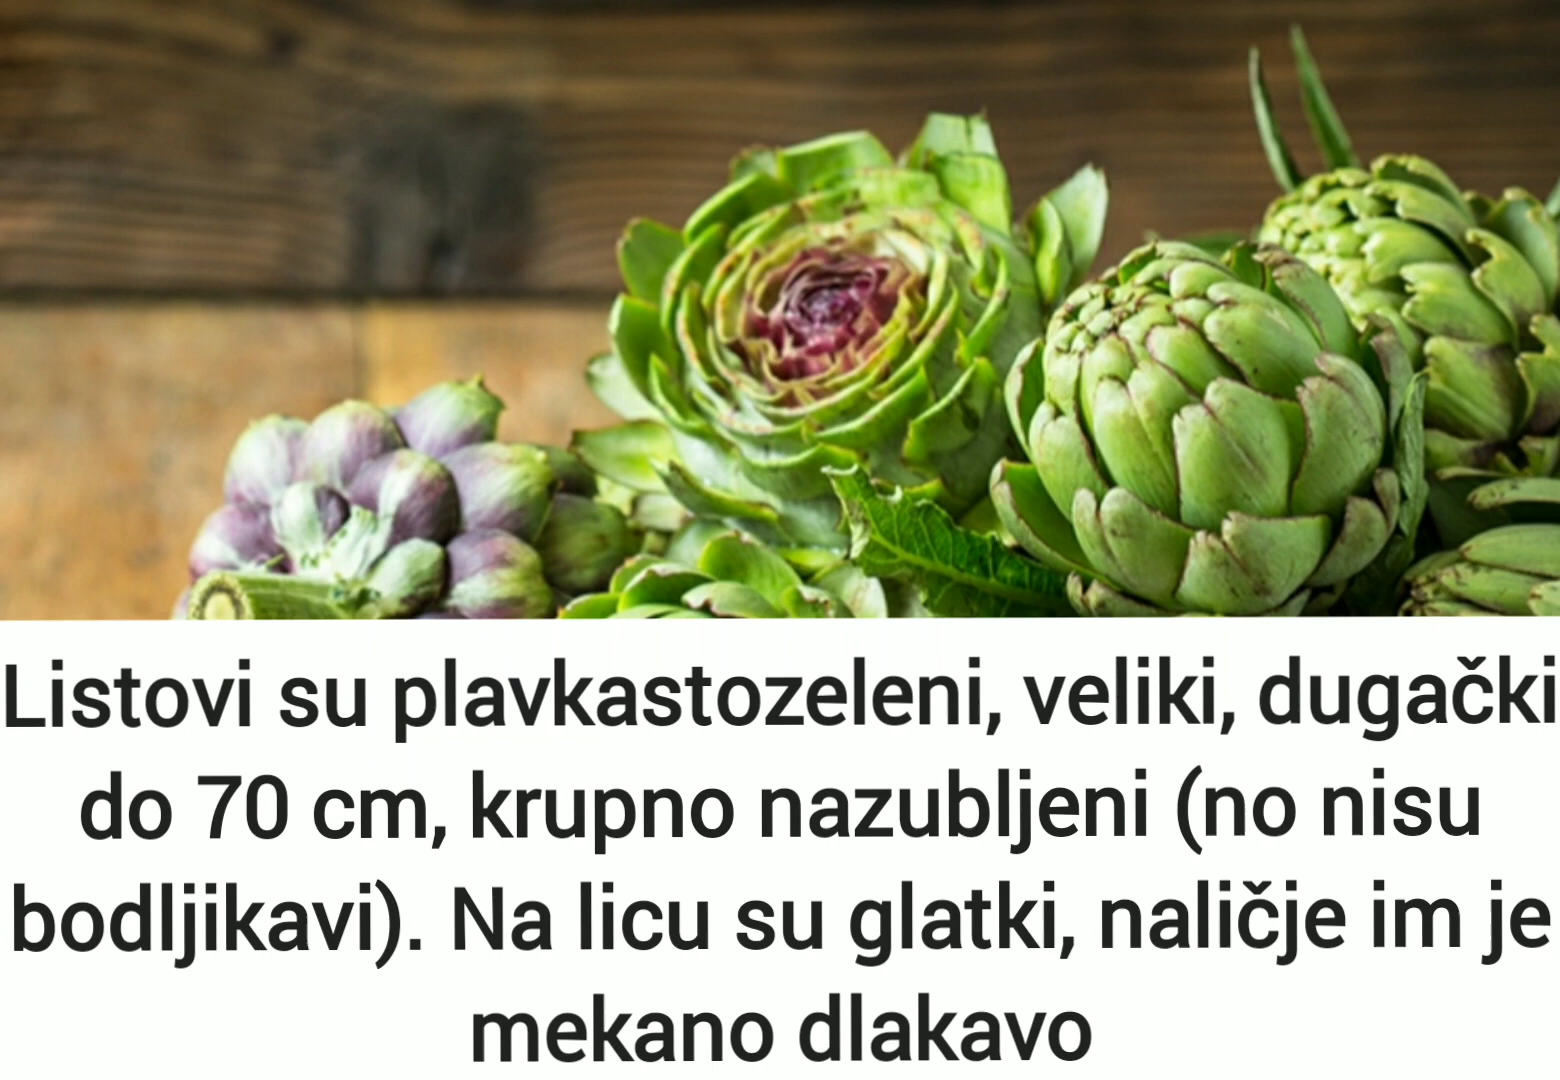 Listovi su plavkastozeleni, veliki, dugački
do 70 cm, krupno nazubljeni (no nisu
bodljikavi). Na licu su glatki, naličje im je
mekano dlakavo